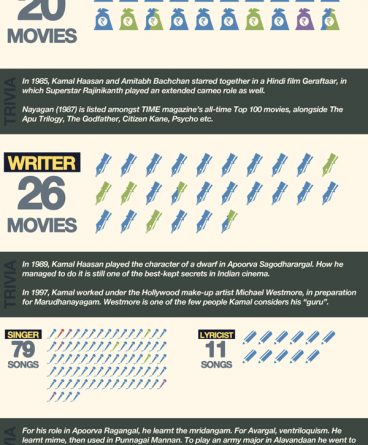 20
MOVIES
TRIVIA
In 1985, Kamal Haasan and Amitabh Bachchan starred together in a Hindi film Geraftaar, in
which Superstar Rajinikanth played an extended cameo role as well.
Nayagan (1987) is listed amongst TIME magazine's all-time Top 100 movies, alongside The
Apu Trilogy, The Godfather, Citizen Kane, Psycho etc.
WRITER
26
MOVIES
TRIVIA
In 1989, Kamal Haasan played the character of a dwarf in Apoorva Sagodharargal. How he
managed to do it is still one of the best-kept secrets in Indian cinema.
In 1997, Kamal worked under the Hollywood make-up artist Michael Westmore, in preparation
for Marudhanayagam. Westmore is one of the few people Kamal considers his "guru".
SINGER
79
SONGS
LYRICIST
11
SONGS
For his role in Apoorva Ragangal, he learnt the mridangam. For Avargal, ventriloquism. He
learnt mime, then used in Punnagai Mannan. To play an army major in Alavandaan he went to